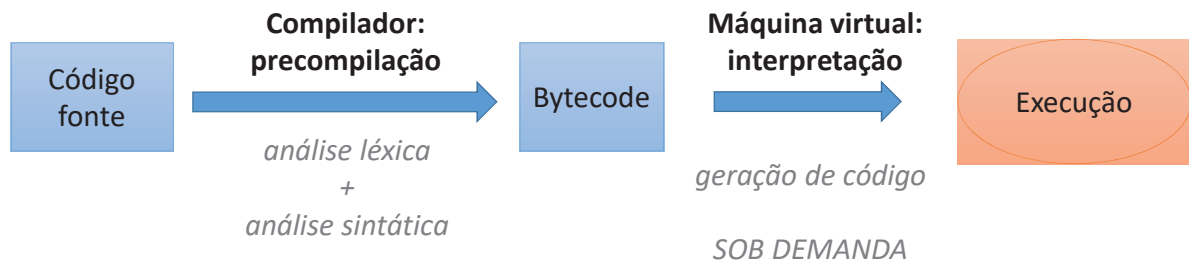 Código
fonte
Compilador:
precompilação
análise léxica
+
análise sintática
Bytecode
Máquina virtual:
interpretação
geração de código
SOB DEMANDA
Execução